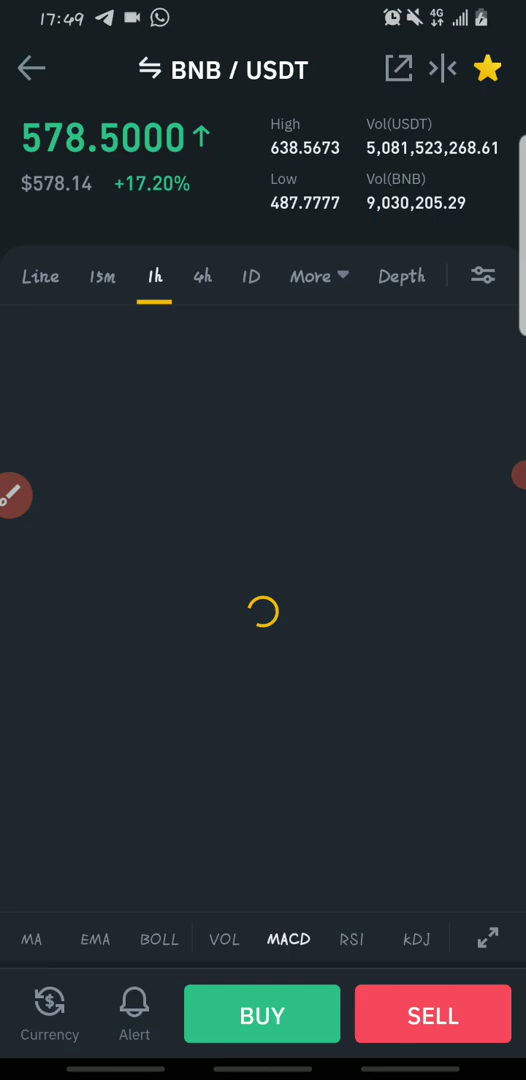 17:49 4G
BNB / USDT
578.5000↑
$578.14 +17.20%
High
638.5673
Low
487.7777
Vol(USDT)
5,081,523,268.61
Vol(BNB)
9,030,205.29
Line 15m 1h 4h 1D More Depth
MA EMA BOLL VOL MACD RSI KDJ
Currency Alert BUY SELL